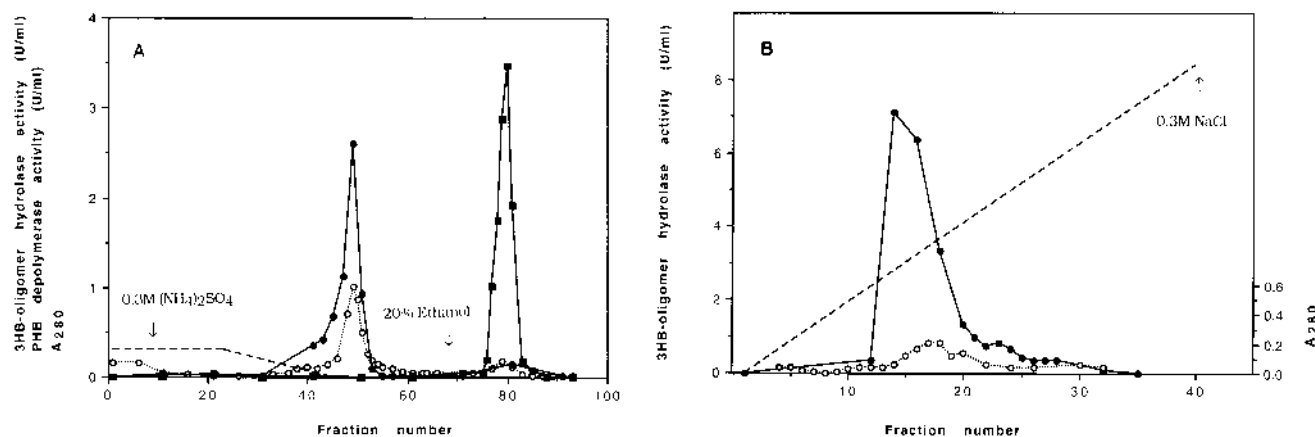 A
3HB-oligomer hydrolase activity (U/ml)
PHB depolymerase activity (U/ml)
A280
4
3
2
1
0
0.3M (NH4)2SO4
20% Ethanol
0 20 40 60 80 100
Fraction number
B
3HB-oligomer hydrolase activity (U/ml)
8
6
4
2
0
0.3M NaCl
0.6
0.4
0.2
0.0
A280
10 20 30 40
Fraction number